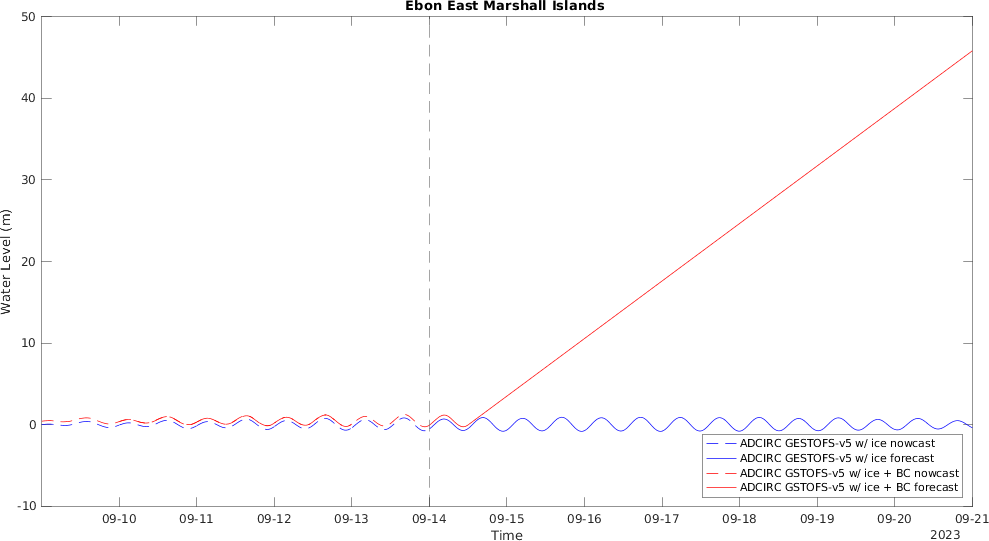 Ebon East Marshall Islands
50
40
30
20
10
0
-10
Water Level (m)
ADCIRC GESTOFS-v5 w/ ice nowcast
ADCIRC GESTOFS-v5 w/ ice forecast
ADCIRC GSTOFS-v5 w/ ice + BC nowcast
ADCIRC GSTOFS-v5 w/ ice + BC forecast
09-10 09-11 09-12 09-13 09-14 09-15 09-16 09-17 09-18 09-19 09-20 09-21
Time
2023